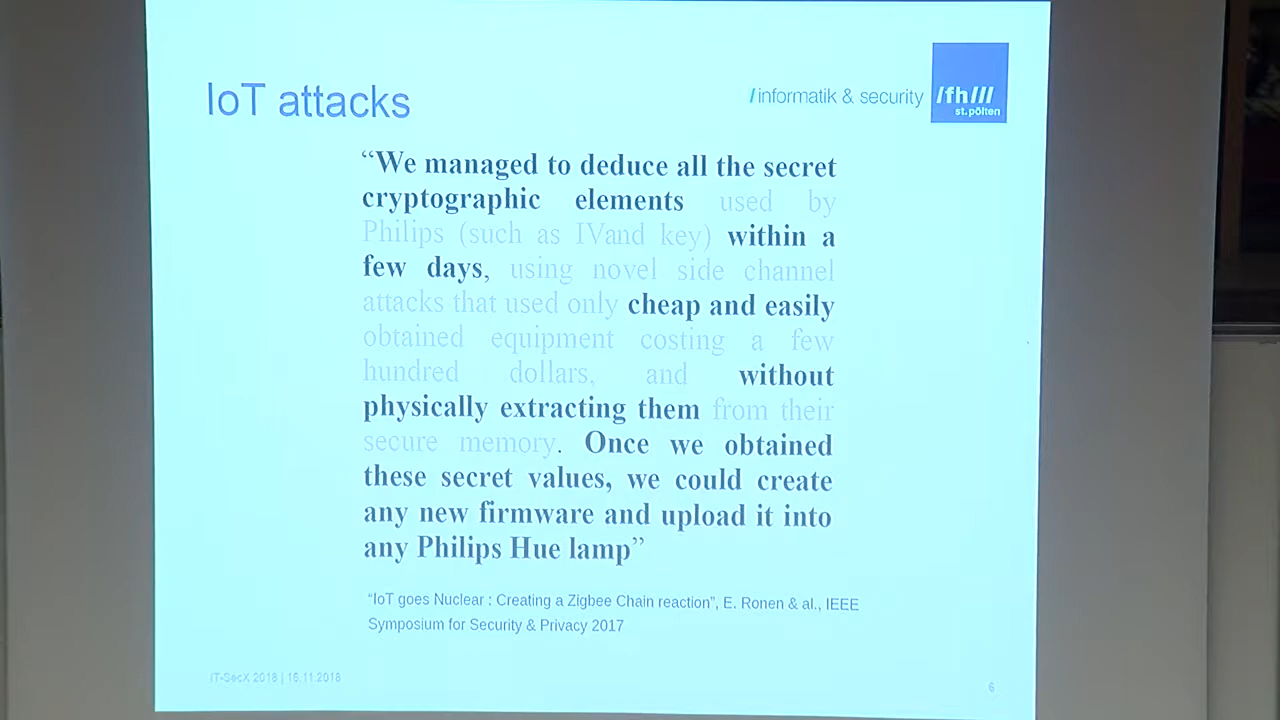 IoT attacks
/informatik & security
/fh///
st.pölten
“We managed to deduce all the secret
cryptographic elements used by
Philips (such as IVand key) within a
few days, using novel side channel
attacks that used only cheap and easily
obtained equipment costing a few
hundred dollars, and without
physically extracting them from their
secure memory. Once we obtained
these secret values, we could create
any new firmware and upload it into
any Philips Hue lamp”
“IoT goes Nuclear : Creating a Zigbee Chain reaction”, E. Ronen & al., IEEE
Symposium for Security & Privacy 2017
IT-SecX 2018 | 16.11.2018
6